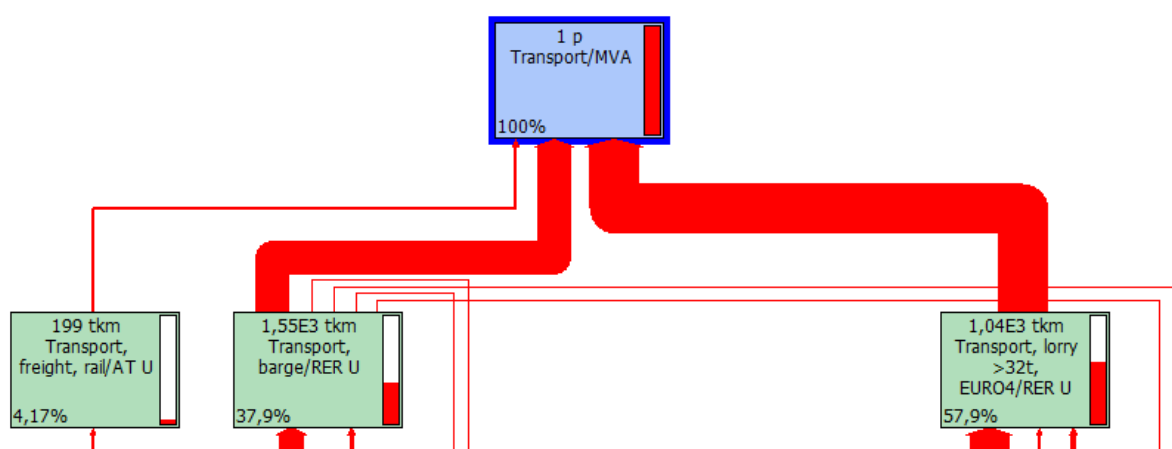 1 p
Transport/MVA
100%
199 tkm
Transport,
freight, rail/AT U
4,17%
1,55E3 tkm
Transport,
barge/RER U
37,9%
1,04E3 tkm
Transport, lorry
>32t,
EURO4/RER U
57,9%